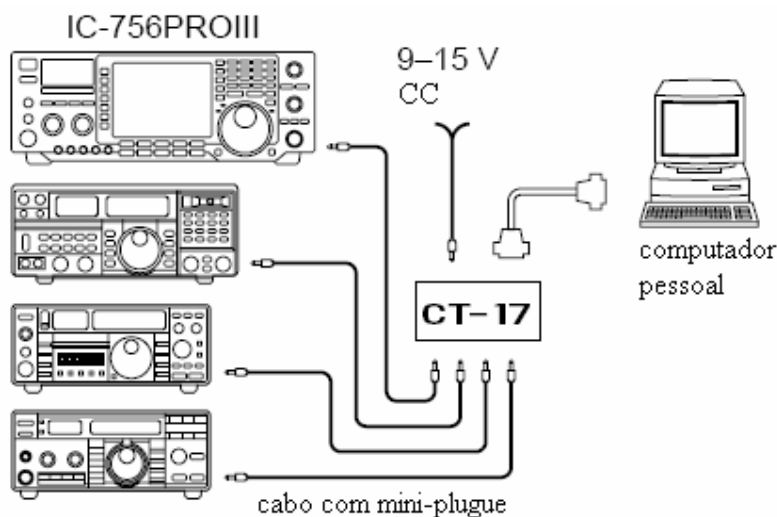 IC-756PROIII
9–15 V
CC
computador
pessoal
CT-17
cabo com mini-plugue